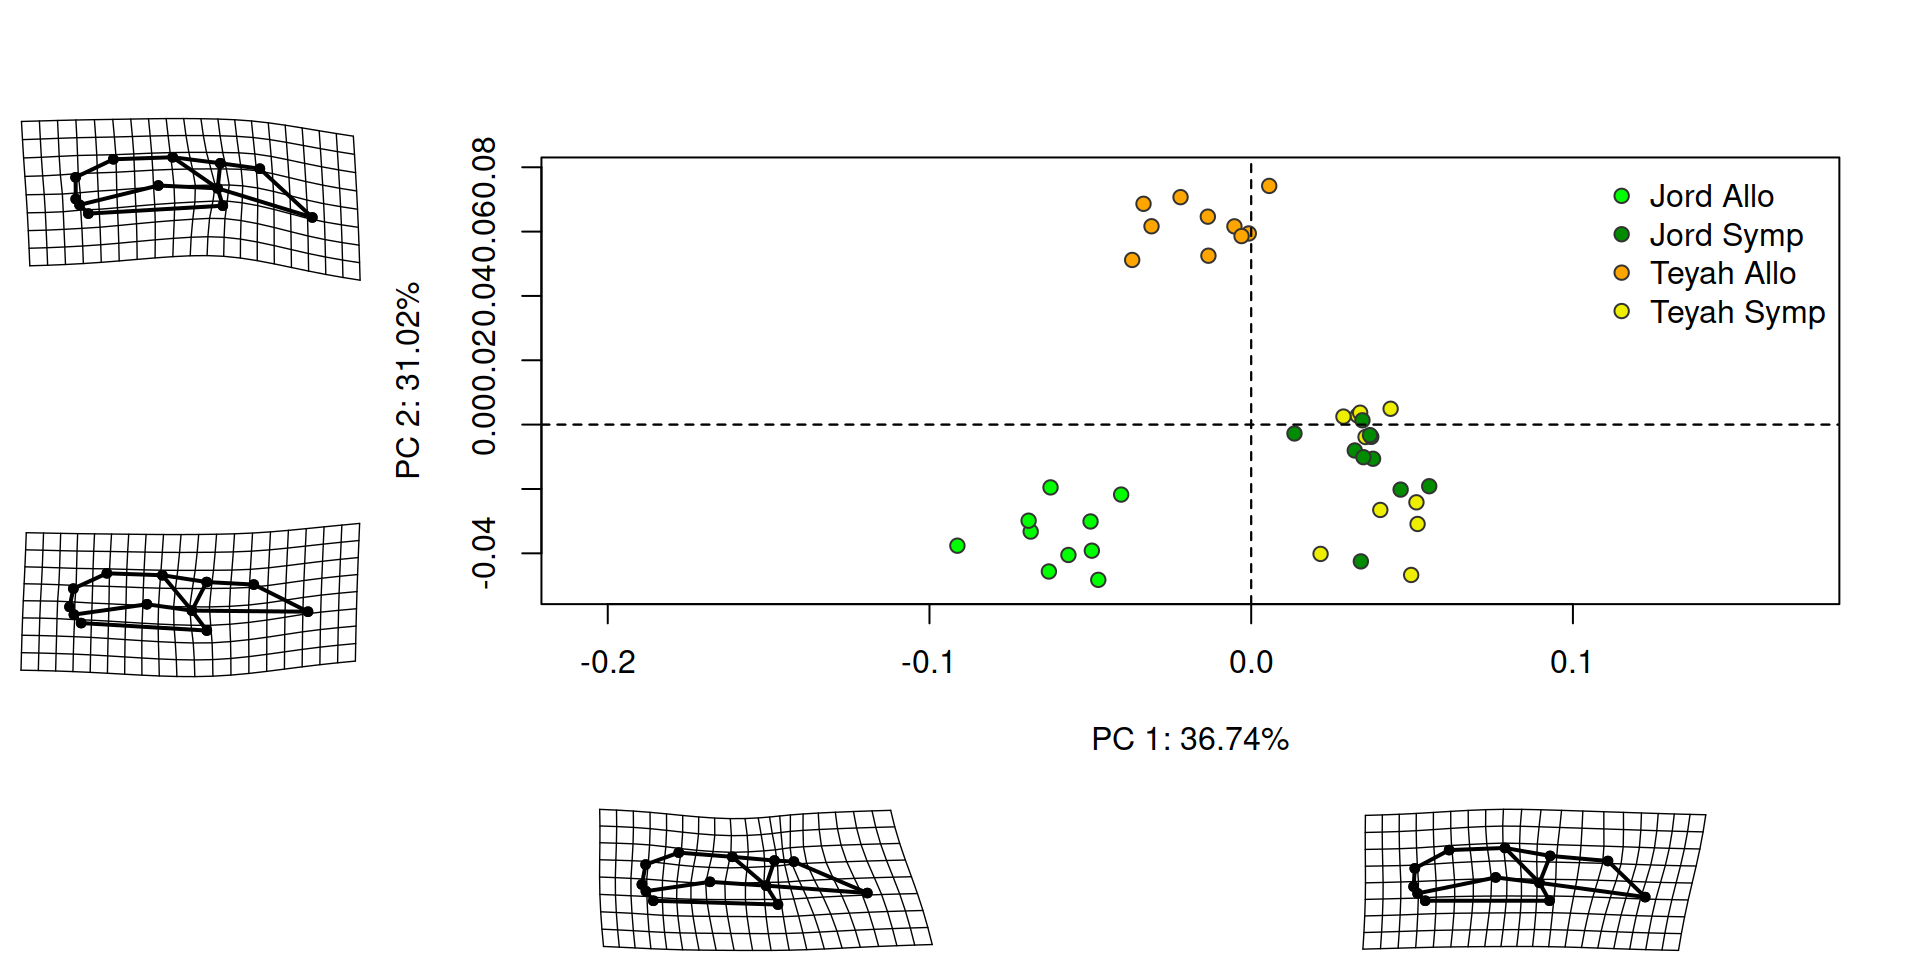 Jord Allo
Jord Symp
Teyah Allo
Teyah Symp
PC 2: 31.02%
-0.04 0.00 0.02 0.04 0.06 0.08
-0.2 -0.1 0.0 0.1
PC 1: 36.74%